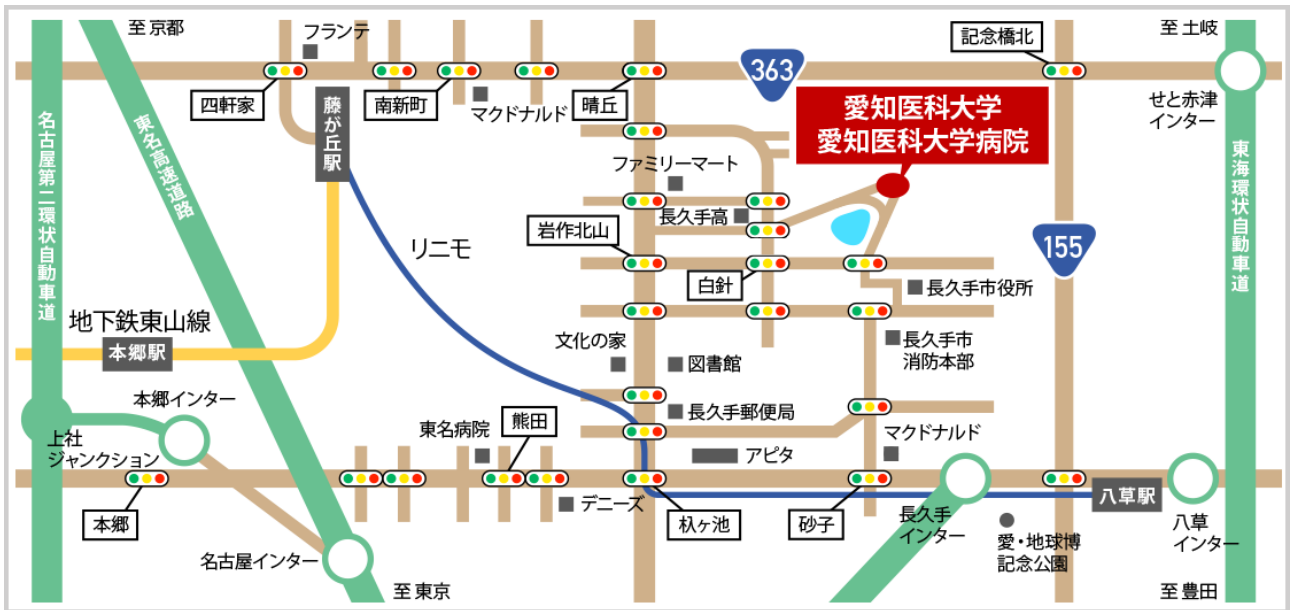 至 京都
フランテ
363
記念橋北
至 土岐
四軒家
藤が丘駅
南新町
マクドナルド
晴丘
愛知医科大学
愛知医科大学病院
せと赤津
インター
名古屋第二環状自動車道
東名高速道路
東海環状自動車道
ファミリーマート
長久手高
岩作北山
リニモ
155
白針
長久手市役所
地下鉄東山線
本郷駅
文化の家
図書館
長久手市
消防本部
本郷インター
上社
ジャンクション
東名病院
熊田
長久手郵便局
アピタ
マクドナルド
本郷
デニーズ
杁ヶ池
砂子
長久手
インター
八草駅
八草
インター
名古屋インター
愛・地球博
記念公園
至 東京
至 豊田